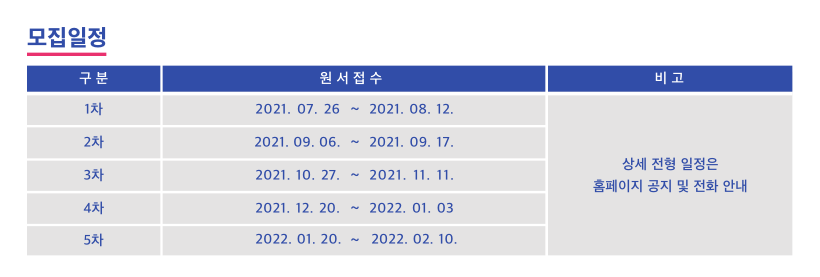 모집일정
구 분 원 서 접 수 비 고
1차 2021. 07. 26 ~ 2021. 08. 12.
2차 2021. 09. 06. ~ 2021. 09. 17.
3차 2021. 10. 27. ~ 2021. 11. 11.
4차 2021. 12. 20. ~ 2022. 01. 03
5차 2022. 01. 20. ~ 2022. 02. 10.
상세 전형 일정은
홈페이지 공지 및 전화 안내